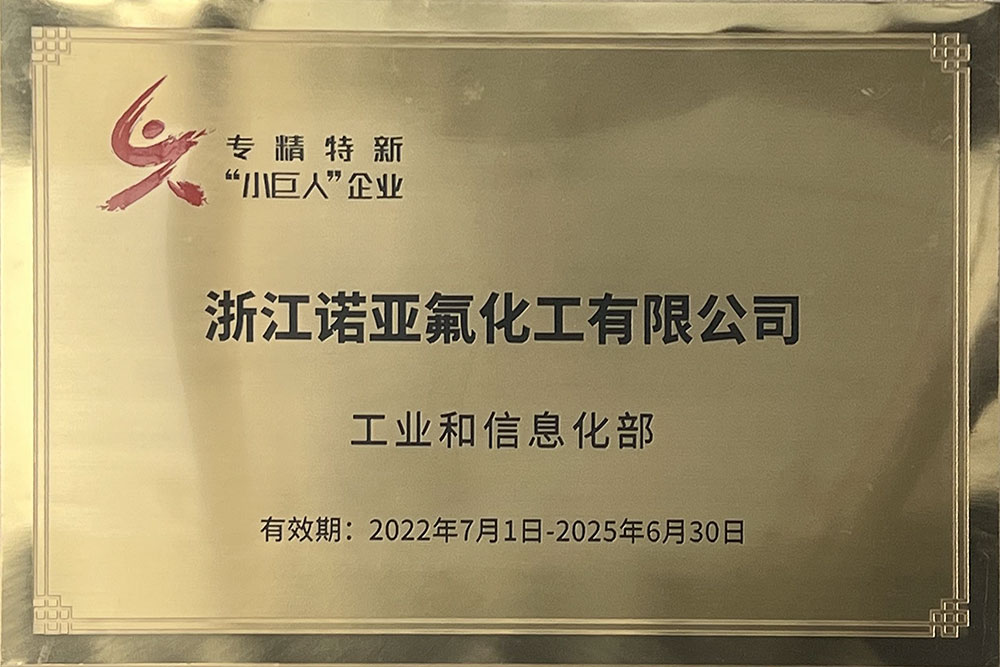 专精特新
“小巨人”企业
浙江诺亚氟化工有限公司
工业和信息化部
有效期：2022年7月1日-2025年6月30日